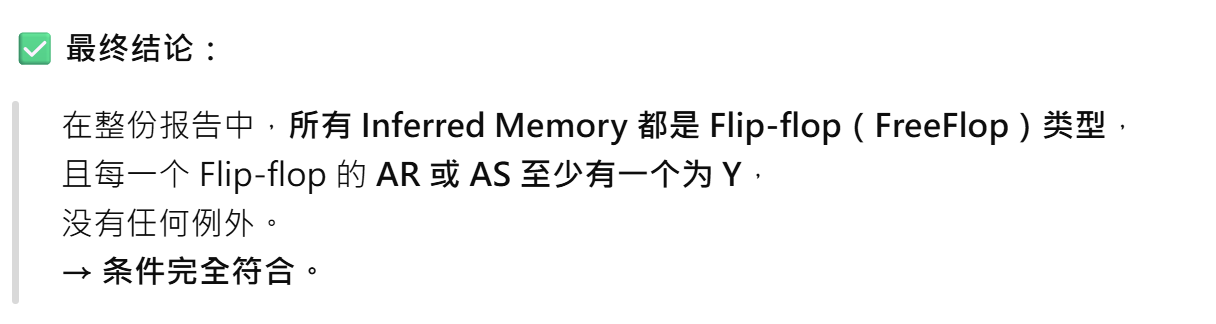 ✅ 最终结论：
在整份报告中，所有 Inferred Memory 都是 Flip-flop（FreeFlop）类型，
且每一个 Flip-flop 的 AR 或 AS 至少有一个为 Y，
没有任何例外。
→ 条件完全符合。